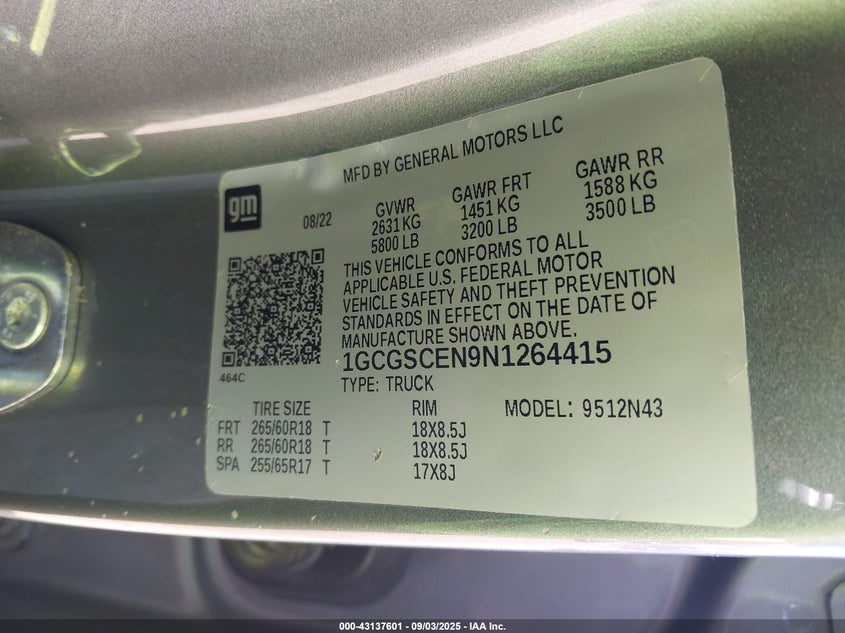 MFD BY GENERAL MOTORS LLC
gm
08/22
GVWR
2631 KG
5800 LB
GAWR FRT
1451 KG
3200 LB
GAWR RR
1588 KG
3500 LB
THIS VEHICLE CONFORMS TO ALL
APPLICABLE U.S. FEDERAL MOTOR
VEHICLE SAFETY AND THEFT PREVENTION
STANDARDS IN EFFECT ON THE DATE OF
MANUFACTURE SHOWN ABOVE.
1GCGSCEN9N1264415
464C
TYPE: TRUCK
TIRE SIZE RIM MODEL: 9512N43
FRT 265/60R18 T 18X8.5J
RR 265/60R18 T 18X8.5J
SPA 255/65R17 T 17X8J
000-43137601 - 09/03/2025 - IAA Inc.